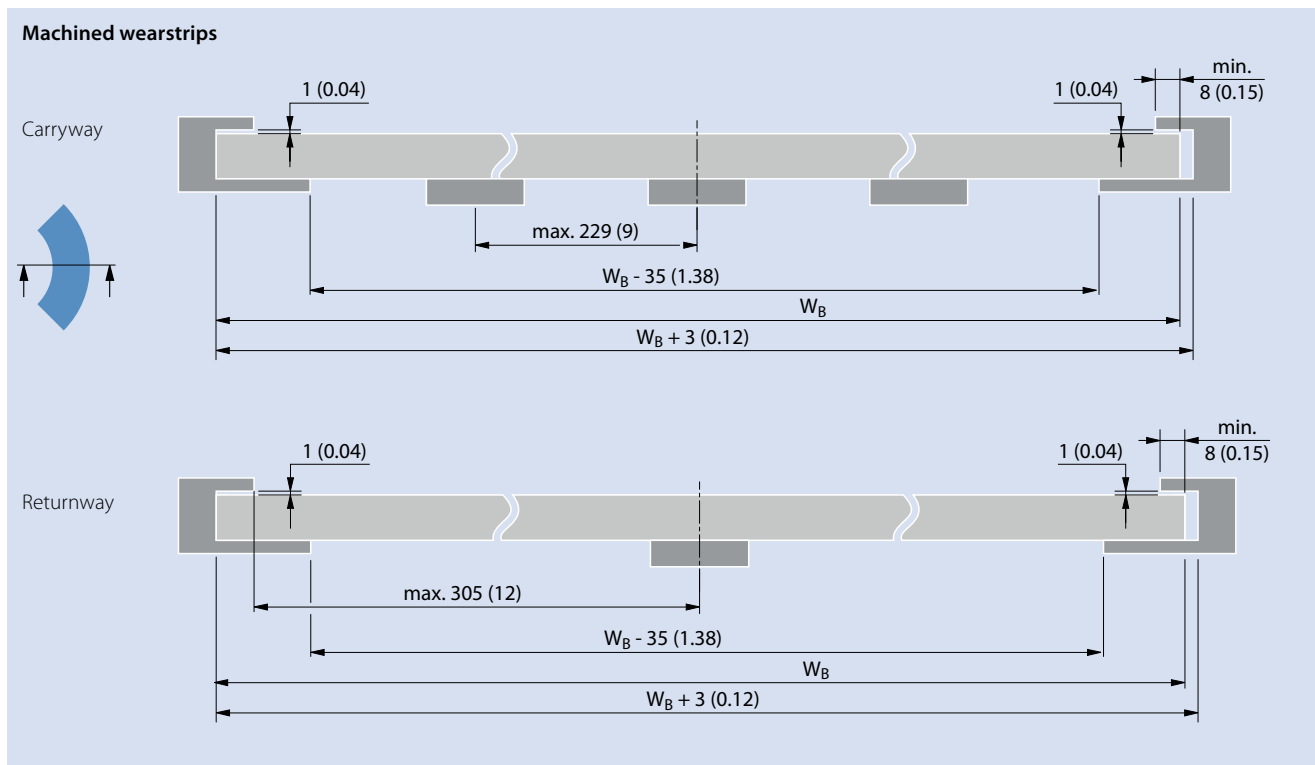 Machined wearstrips
Carryway
1 (0.04)
1 (0.04)
min.
8 (0.15)
max. 229 (9)
W_B - 35 (1.38)
W_B
W_B + 3 (0.12)
Returnway
1 (0.04)
1 (0.04)
min.
8 (0.15)
max. 305 (12)
W_B - 35 (1.38)
W_B
W_B + 3 (0.12)